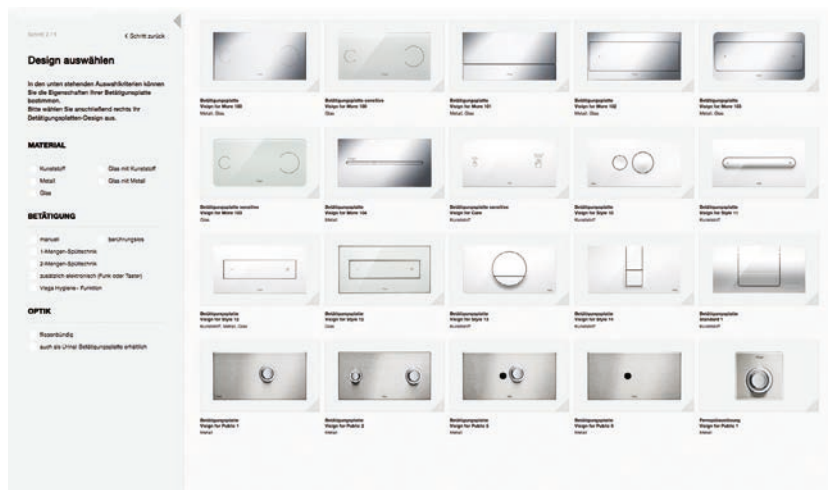 Schritt 2 / 4
< Schritt zurück
Design auswählen
In den unten stehenden Auswahlkriterien können
Sie die Eigenschaften Ihrer Betätigungsplatte
bestimmen.
Bitte wählen Sie anschließend rechts Ihr
Betätigungsplatten-Design aus.
MATERIAL
Kunststoff
Glas mit Kunststoff
Metall
Glas mit Metall
Glas
BETÄTIGUNG
manuell
berührungslos
1-Mengen-Spültechnik
2-Mengen-Spültechnik
zusätzlich elektronisch (Funk oder Taster)
Viega Hygiene - Funktion
OPTIK
fliesenbündig
auch als Urinal Betätigungsplatte erhältlich
Betätigungsplatte
Visign for More 100
Metall, Glas
Betätigungsplatte sensitive
Visign for More 100
Glas
Betätigungsplatte
Visign for More 101
Metall, Glas
Betätigungsplatte
Visign for More 102
Metall, Glas
Betätigungsplatte
Visign for More 103
Metall, Glas
Betätigungsplatte sensitive
Visign for More 103
Glas
Betätigungsplatte
Visign for More 104
Metall
Betätigungsplatte sensitive
Visign for Care
Kunststoff
Betätigungsplatte
Visign for Style 10
Kunststoff
Betätigungsplatte
Visign for Style 11
Kunststoff
Betätigungsplatte
Visign for Style 12
Kunststoff, Metall, Glas
Betätigungsplatte
Visign for Style 12
Glas
Betätigungsplatte
Visign for Style 13
Kunststoff
Betätigungsplatte
Visign for Style 14
Kunststoff
Betätigungsplatte
Standard 1
Kunststoff
Betätigungsplatte
Visign for Public 1
Metall
Betätigungsplatte
Visign for Public 2
Metall
Betätigungsplatte
Visign for Public
Metall
Betätigungsplatte
Visign for Public
Metall
Fernspülauslösung
Visign for Public 1
Metall